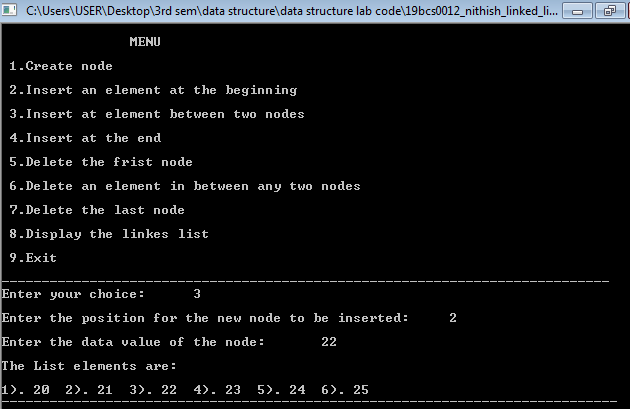 C:\Users\USER\Desktop\3rd sem\data structure\data structure lab code\19bcs0012_nithish_linked_li...
MENU
1.Create node
2.Insert an element at the beginning
3.Insert at element between two nodes
4.Insert at the end
5.Delete the frist node
6.Delete an element in between any two nodes
7.Delete the last node
8.Display the linkes list
9.Exit
Enter your choice: 3
Enter the position for the new node to be inserted: 2
Enter the data value of the node: 22
The List elements are:
1). 20 2). 21 3). 22 4). 23 5). 24 6). 25